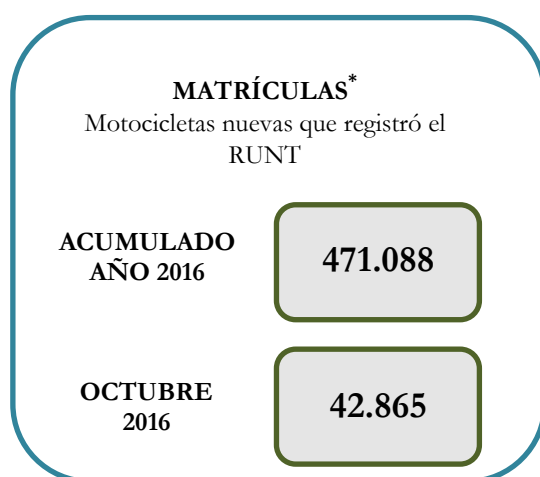 MATRÍCULAS*
Motocicletas nuevas que registró el
RUNT
ACUMULADO
AÑO 2016
471.088
OCTUBRE
2016
42.865